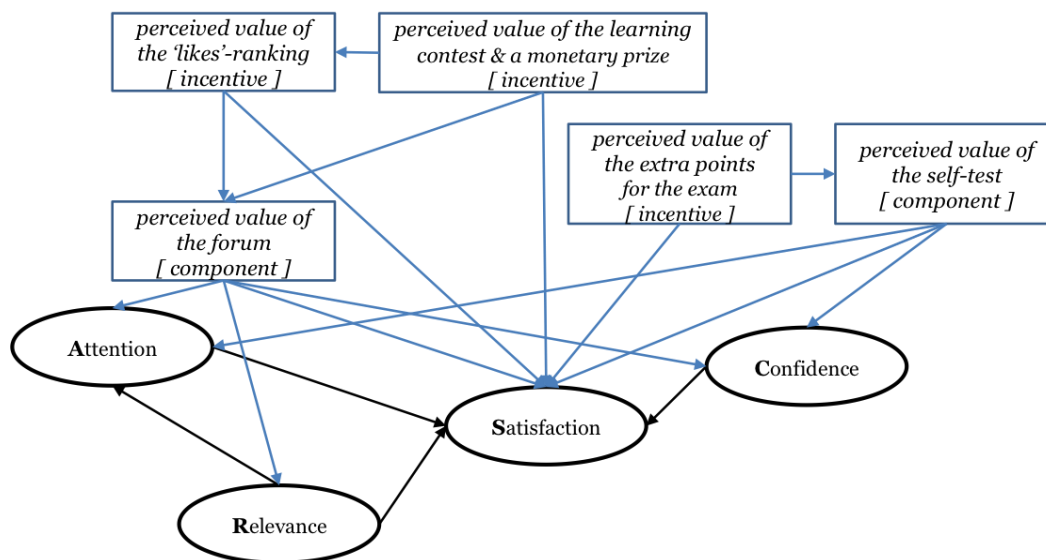 perceived value of
the ‘likes’-ranking
[ incentive ]
perceived value of the learning
contest & a monetary prize
[ incentive ]
perceived value of
the extra points
for the exam
[ incentive ]
perceived value of
the self-test
[ component ]
perceived value of
the forum
[ component ]
Attention
Confidence
Satisfaction
Relevance